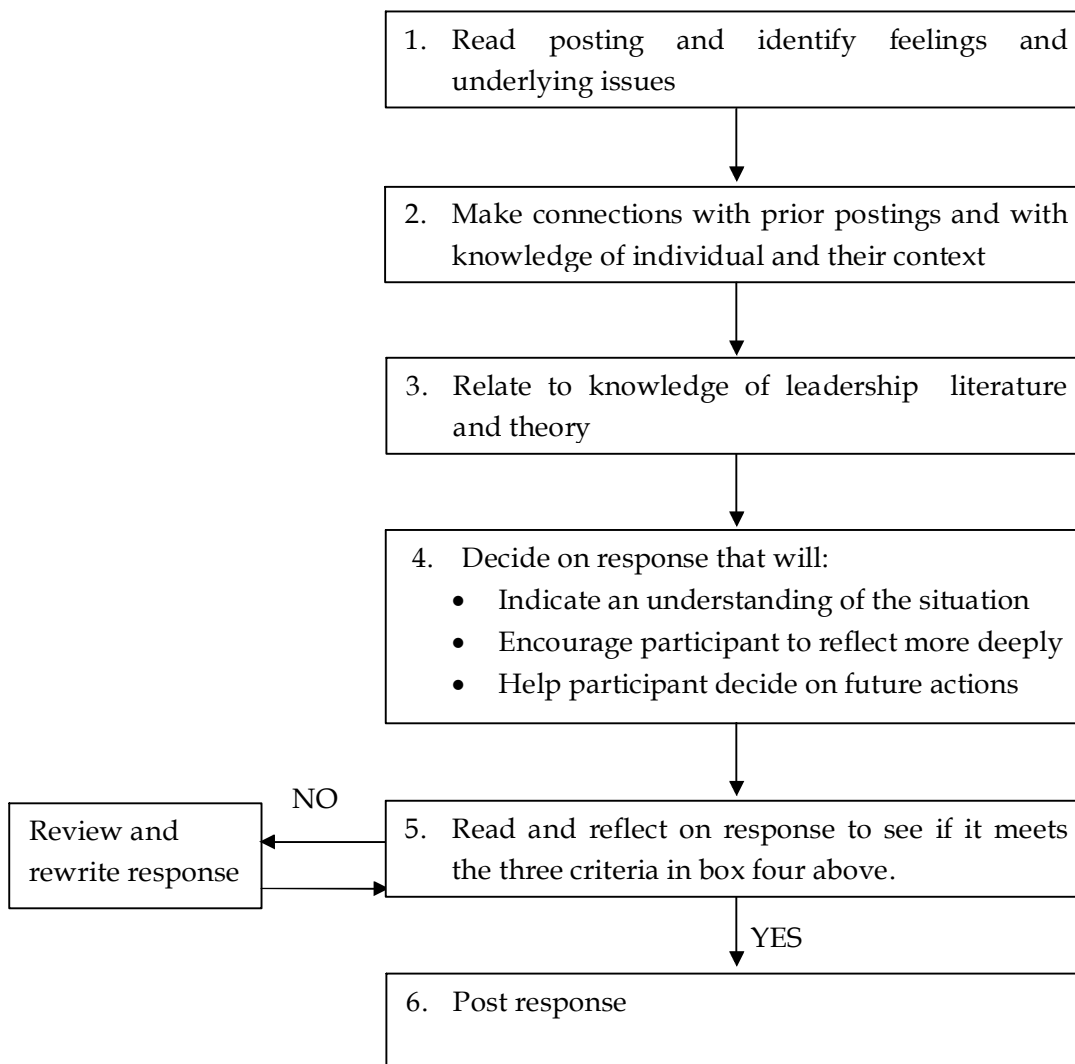 1. Read posting and identify feelings and
underlying issues
2. Make connections with prior postings and with
knowledge of individual and their context
3. Relate to knowledge of leadership literature
and theory
4. Decide on response that will:
• Indicate an understanding of the situation
• Encourage participant to reflect more deeply
• Help participant decide on future actions
NO
Review and
rewrite response
5. Read and reflect on response to see if it meets
the three criteria in box four above.
YES
6. Post response